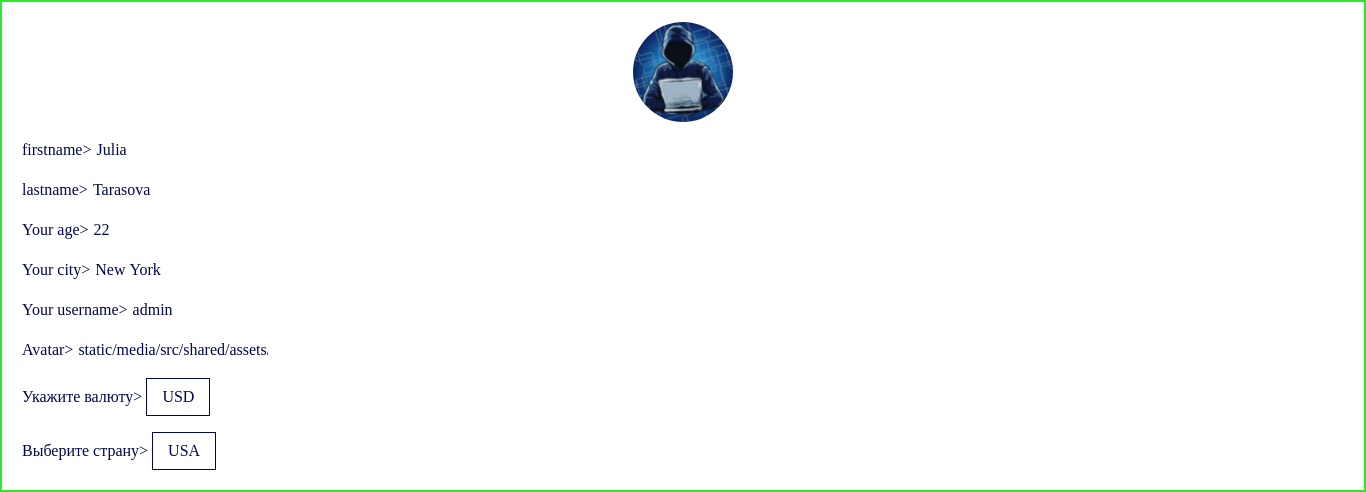 firstname> Julia
lastname> Tarasova
Your age> 22
Your city> New York
Your username> admin
Avatar> static/media/src/shared/assets
Укажите валюту> USD
Выберите страну> USA